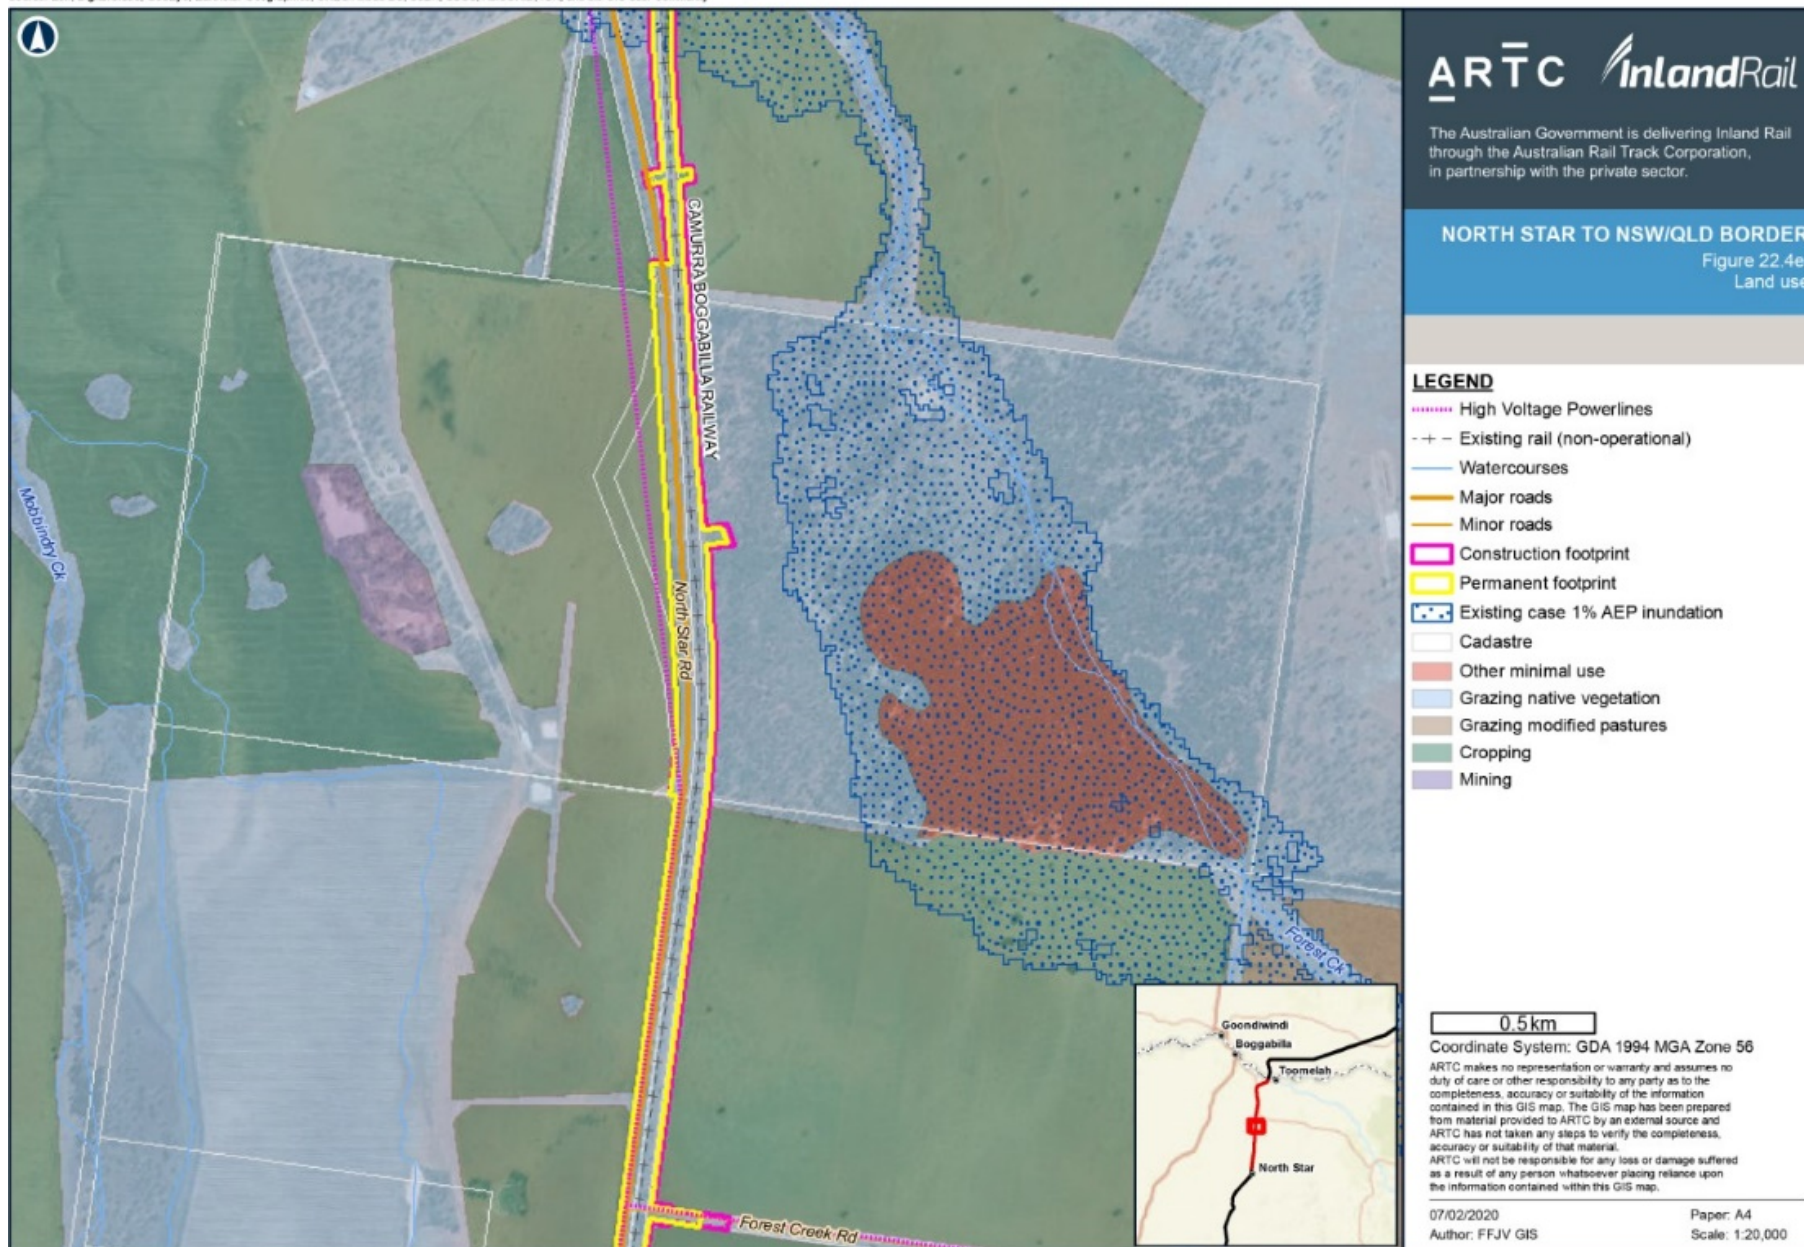 CAMURRA BOGGABILLA RAILWAY
North Star Rd
Mobbindry Ck
Forest Ck
Forest Creek Rd
Goondiwindi
Boggabilla
Toomelah
North Star
ARTC InlandRail
The Australian Government is delivering Inland Rail
through the Australian Rail Track Corporation,
in partnership with the private sector.
NORTH STAR TO NSW/QLD BORDER
Figure 22.4e
Land use
LEGEND
High Voltage Powerlines
Existing rail (non-operational)
Watercourses
Major roads
Minor roads
Construction footprint
Permanent footprint
Existing case 1% AEP inundation
Cadastre
Other minimal use
Grazing native vegetation
Grazing modified pastures
Cropping
Mining
0.5km
Coordinate System: GDA 1994 MGA Zone 56
ARTC makes no representation or warranty and assumes no
duty of care or other responsibility to any party as to the
completeness, accuracy or suitability of the information
contained in this GIS map. The GIS map has been prepared
from material provided to ARTC by an external source and
ARTC has not taken any steps to verify the completeness,
accuracy or suitability of that material.
ARTC will not be responsible for any loss or damage suffered
as a result of any person whatsoever placing reliance upon
the information contained within this GIS map.
07/02/2020 Paper: A4
Author: FFJV GIS Scale: 1:20,000